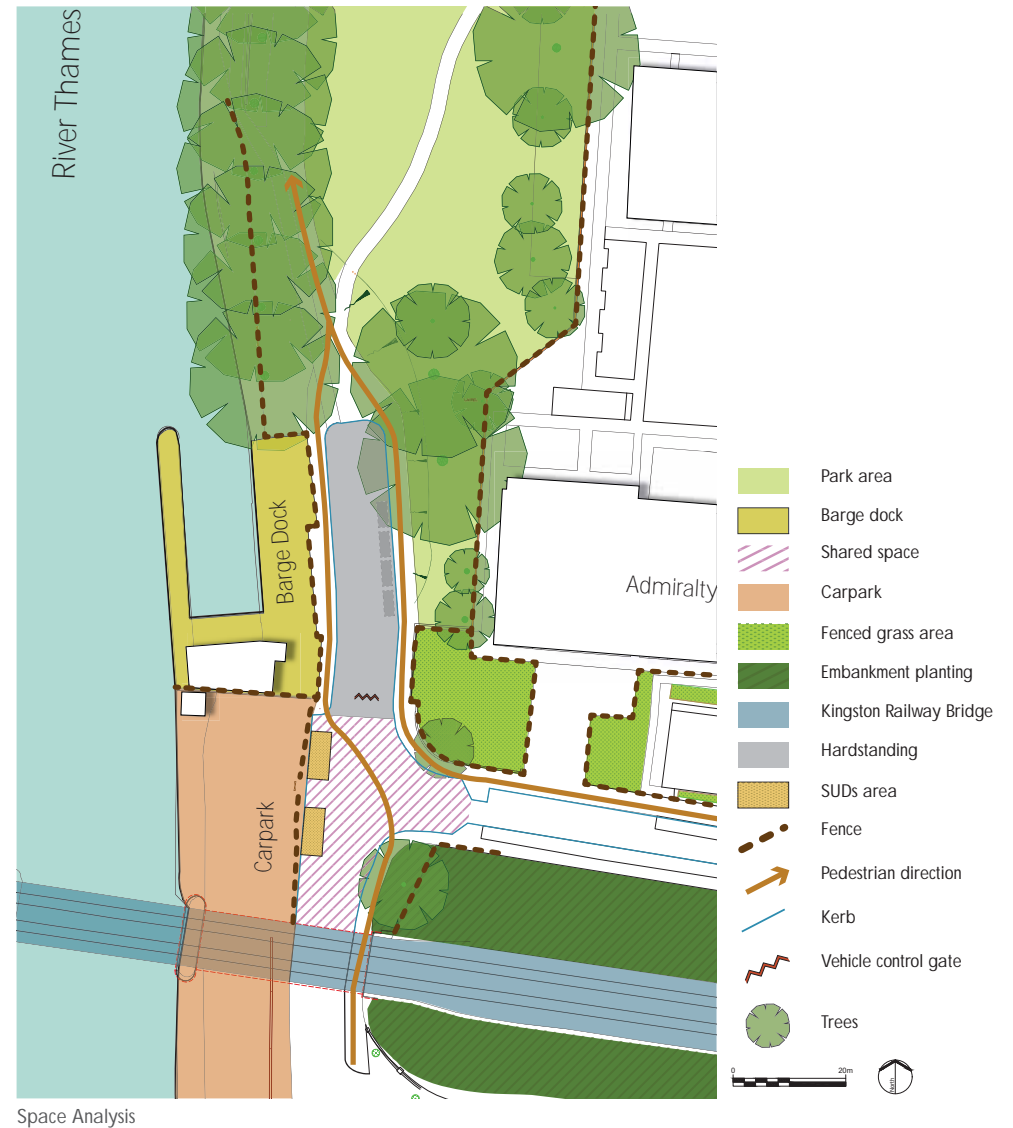 River Thames
Barge Dock
Admiralty
Carpark
Park area
Barge dock
Shared space
Carpark
Fenced grass area
Embankment planting
Kingston Railway Bridge
Hardstanding
SUDs area
Fence
Pedestrian direction
Kerb
Vehicle control gate
Trees
0 20m
North
Space Analysis